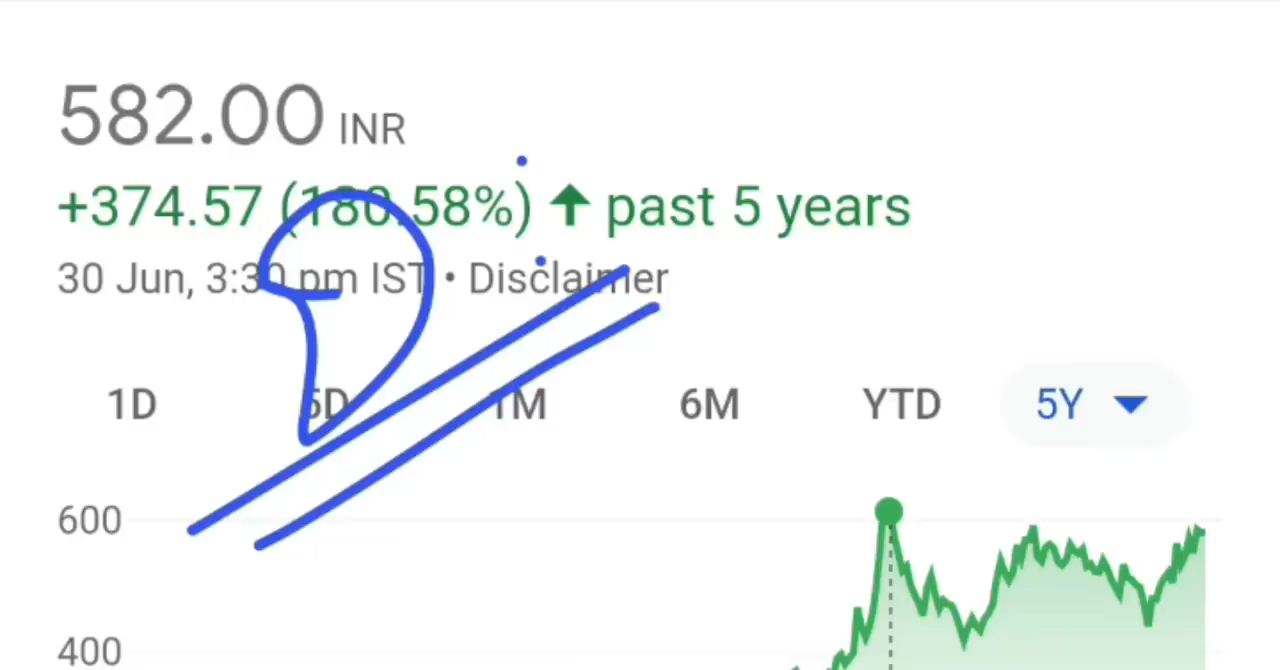 582.00 INR
+374.57 (180.58%) ↑ past 5 years
30 Jun, 3:30 pm IST • Disclaimer
1D 5D 1M 6M YTD 5Y
600
400